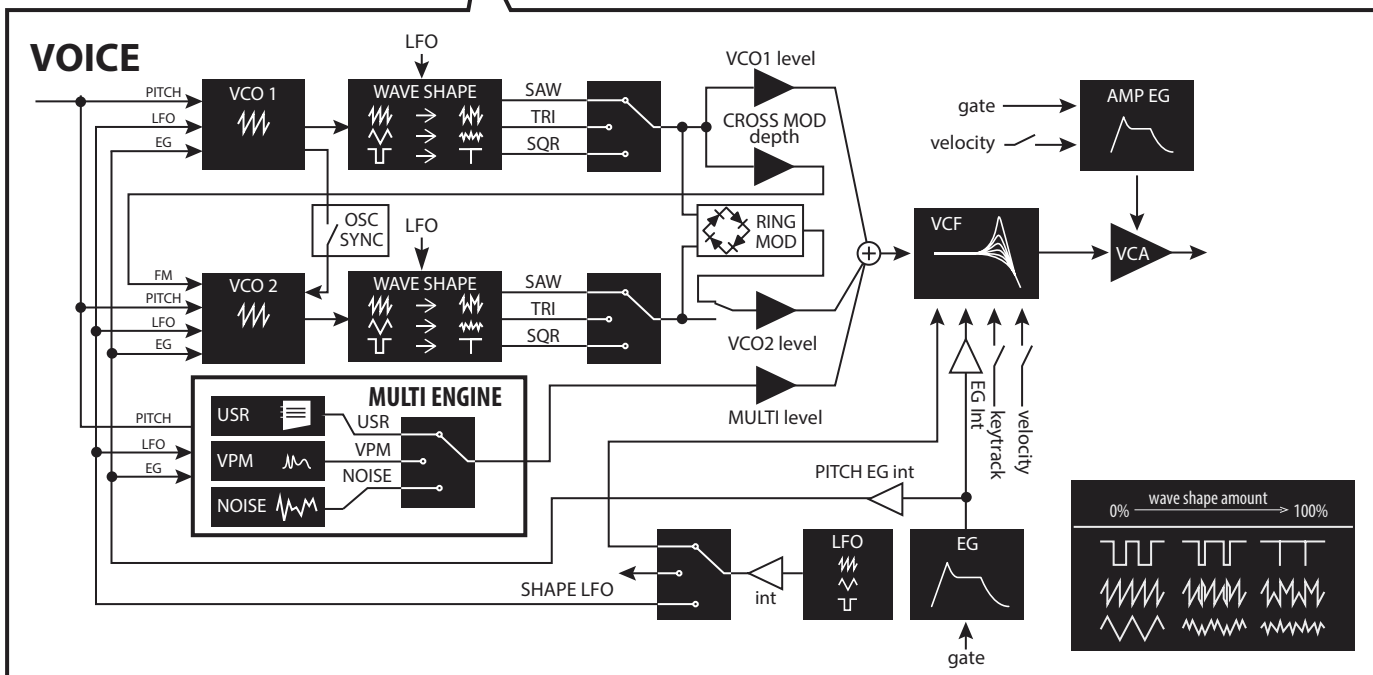 VOICE
LFO
PITCH
LFO
EG
VCO 1
WAVE SHAPE
SAW
TRI
SQR
VCO1 level
CROSS MOD
depth
gate
velocity
AMP EG
OSC
SYNC
LFO
RING
MOD
VCF
VCA
FM
PITCH
LFO
EG
VCO 2
WAVE SHAPE
SAW
TRI
SQR
VCO2 level
MULTI ENGINE
PITCH
LFO
EG
USR
VPM
NOISE
USR
VPM
NOISE
MULTI level
EG Int
keytrack
velocity
PITCH EG int
SHAPE LFO
int
LFO
EG
gate
wave shape amount
0% 100%